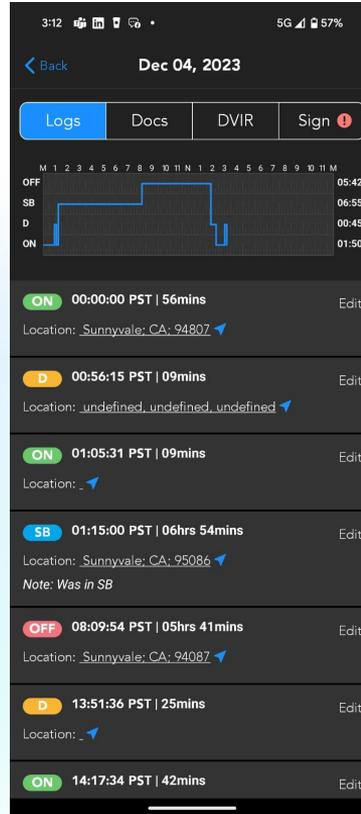 3:12 5G 57%
Back Dec 04, 2023
Logs Docs DVIR Sign !
M 1 2 3 4 5 6 7 8 9 10 11 N 1 2 3 4 5 6 7 8 9 10 11 M
OFF 05:42
SB 06:55
D 00:45
ON 01:50
ON 00:00:00 PST | 56mins Edit
Location: Sunnyvale; CA; 94807
D 00:56:15 PST | 09mins Edit
Location: undefined, undefined, undefined
ON 01:05:31 PST | 09mins Edit
Location:
SB 01:15:00 PST | 06hrs 54mins Edit
Location: Sunnyvale; CA; 95086
Note: Was in SB
OFF 08:09:54 PST | 05hrs 41mins Edit
Location: Sunnyvale; CA; 94087
D 13:51:36 PST | 25mins Edit
Location:
ON 14:17:34 PST | 42mins Edit